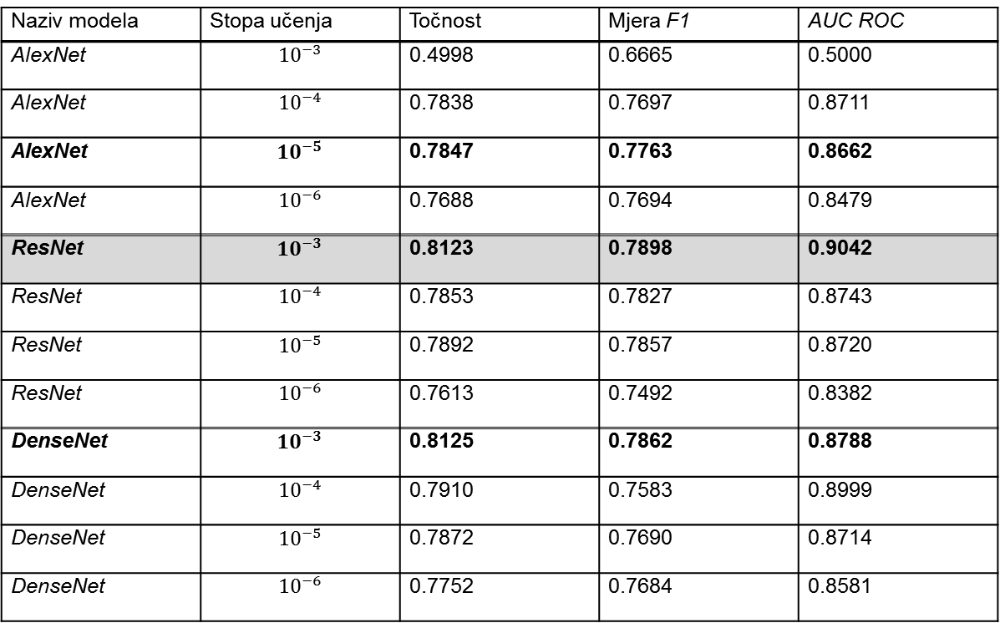 Naziv modela Stopa učenja Točnost Mjera F1 AUC ROC
AlexNet 10⁻³ 0.4998 0.6665 0.5000
AlexNet 10⁻⁴ 0.7838 0.7697 0.8711
AlexNet 10⁻⁵ 0.7847 0.7763 0.8662
AlexNet 10⁻⁶ 0.7688 0.7694 0.8479
ResNet 10⁻³ 0.8123 0.7898 0.9042
ResNet 10⁻⁴ 0.7853 0.7827 0.8743
ResNet 10⁻⁵ 0.7892 0.7857 0.8720
ResNet 10⁻⁶ 0.7613 0.7492 0.8382
DenseNet 10⁻³ 0.8125 0.7862 0.8788
DenseNet 10⁻⁴ 0.7910 0.7583 0.8999
DenseNet 10⁻⁵ 0.7872 0.7690 0.8714
DenseNet 10⁻⁶ 0.7752 0.7684 0.8581